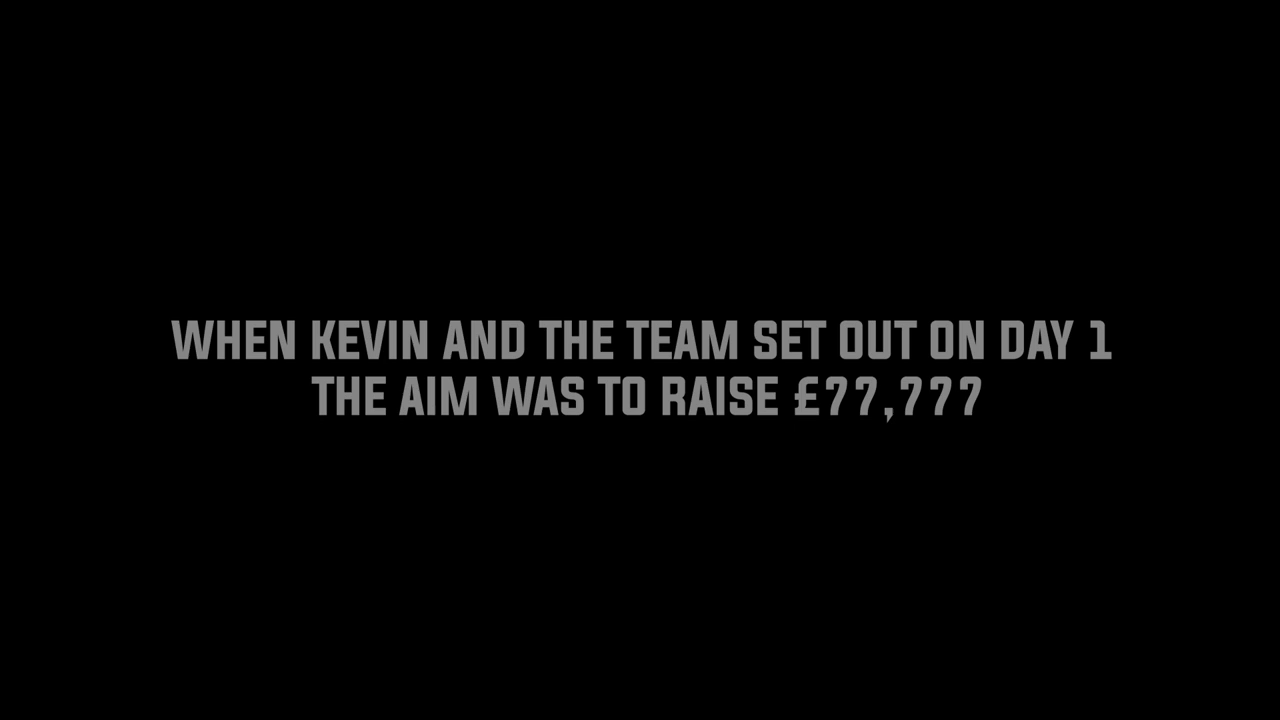 WHEN KEVIN AND THE TEAM SET OUT ON DAY 1
THE AIM WAS TO RAISE £77,777